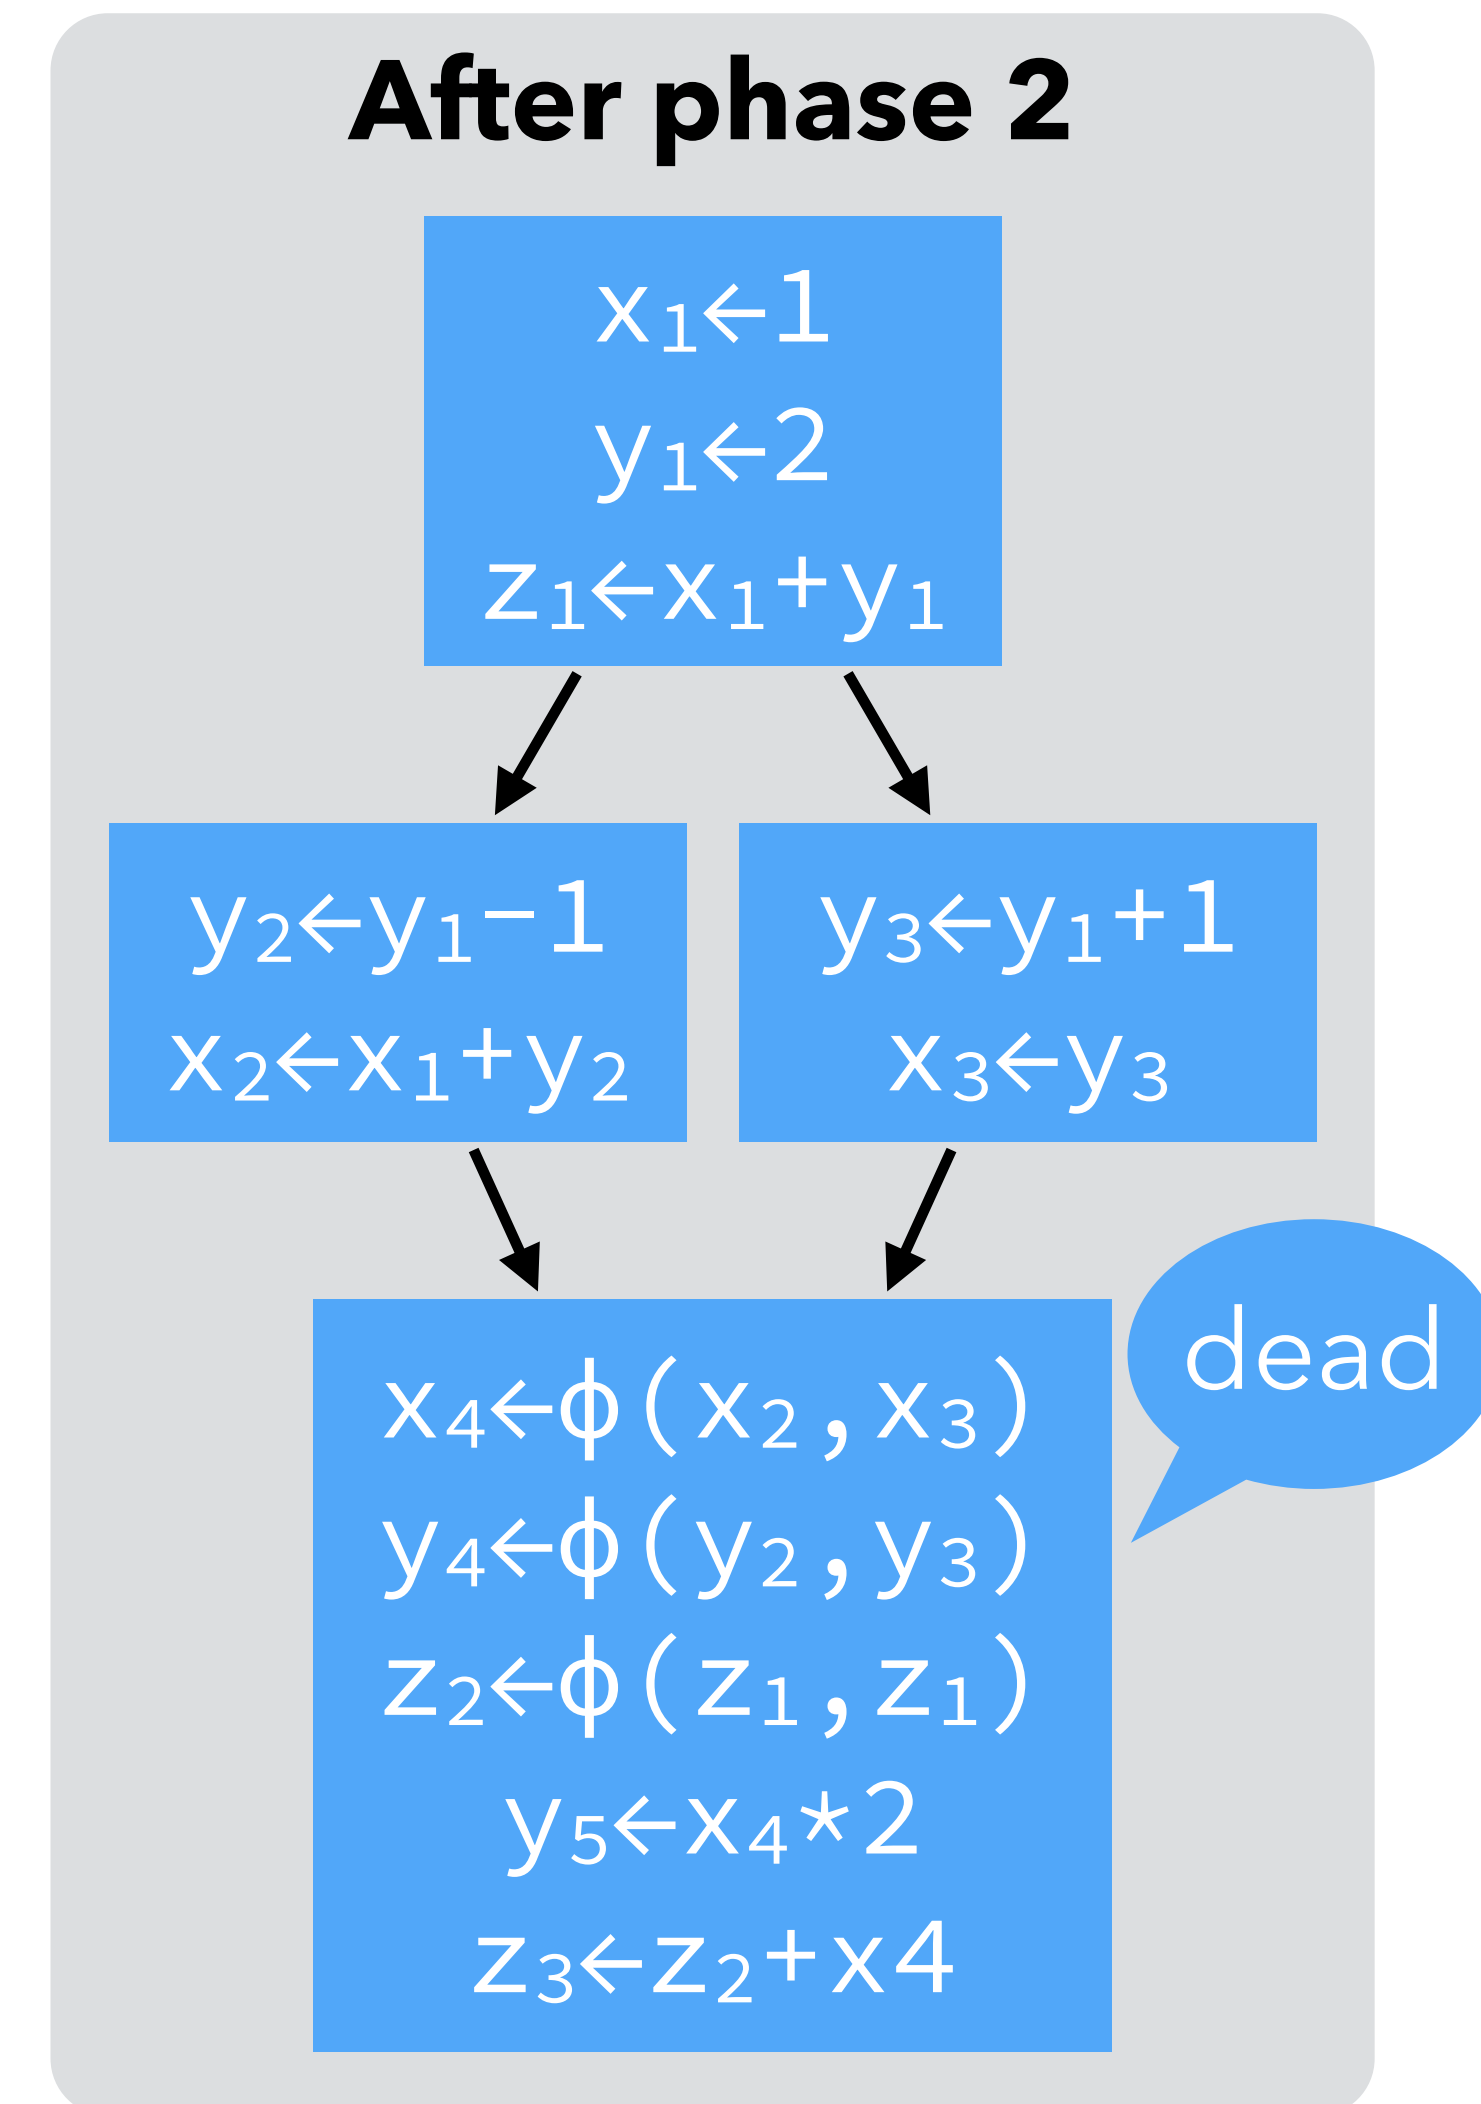 After phase 2
x₁←1
y₁←2
z₁←x₁+y₁
y₂←y₁-1
x₂←x₁+y₂
y₃←y₁+1
x₃←y₃
dead
x₄←ϕ(x₂,x₃)
y₄←ϕ(y₂,y₃)
z₂←ϕ(z₁,z₁)
y₅←x₄*2
z₃←z₂+x4